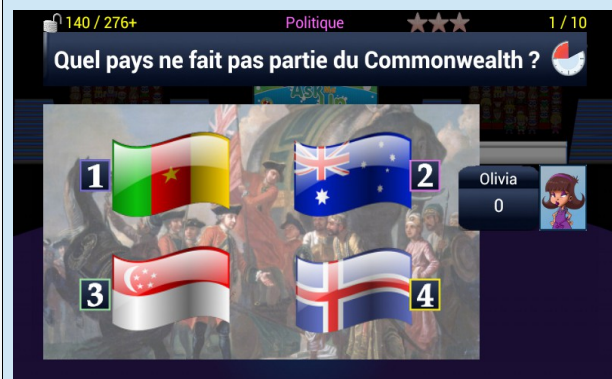 140 / 276+ Politique 1 / 10
Quel pays ne fait pas partie du Commonwealth ?
1
2
Olivia
0
3
4